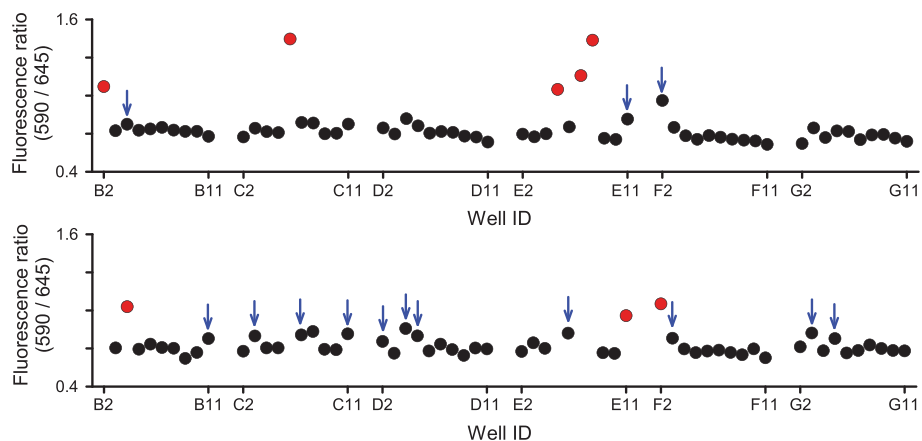 1.6
Fluorescence ratio
(590 / 645)
0.4
B2 B11 C2 C11 D2 D11 E2 E11 F2 F11 G2 G11
Well ID
1.6
Fluorescence ratio
(590 / 645)
0.4
B2 B11 C2 C11 D2 D11 E2 E11 F2 F11 G2 G11
Well ID